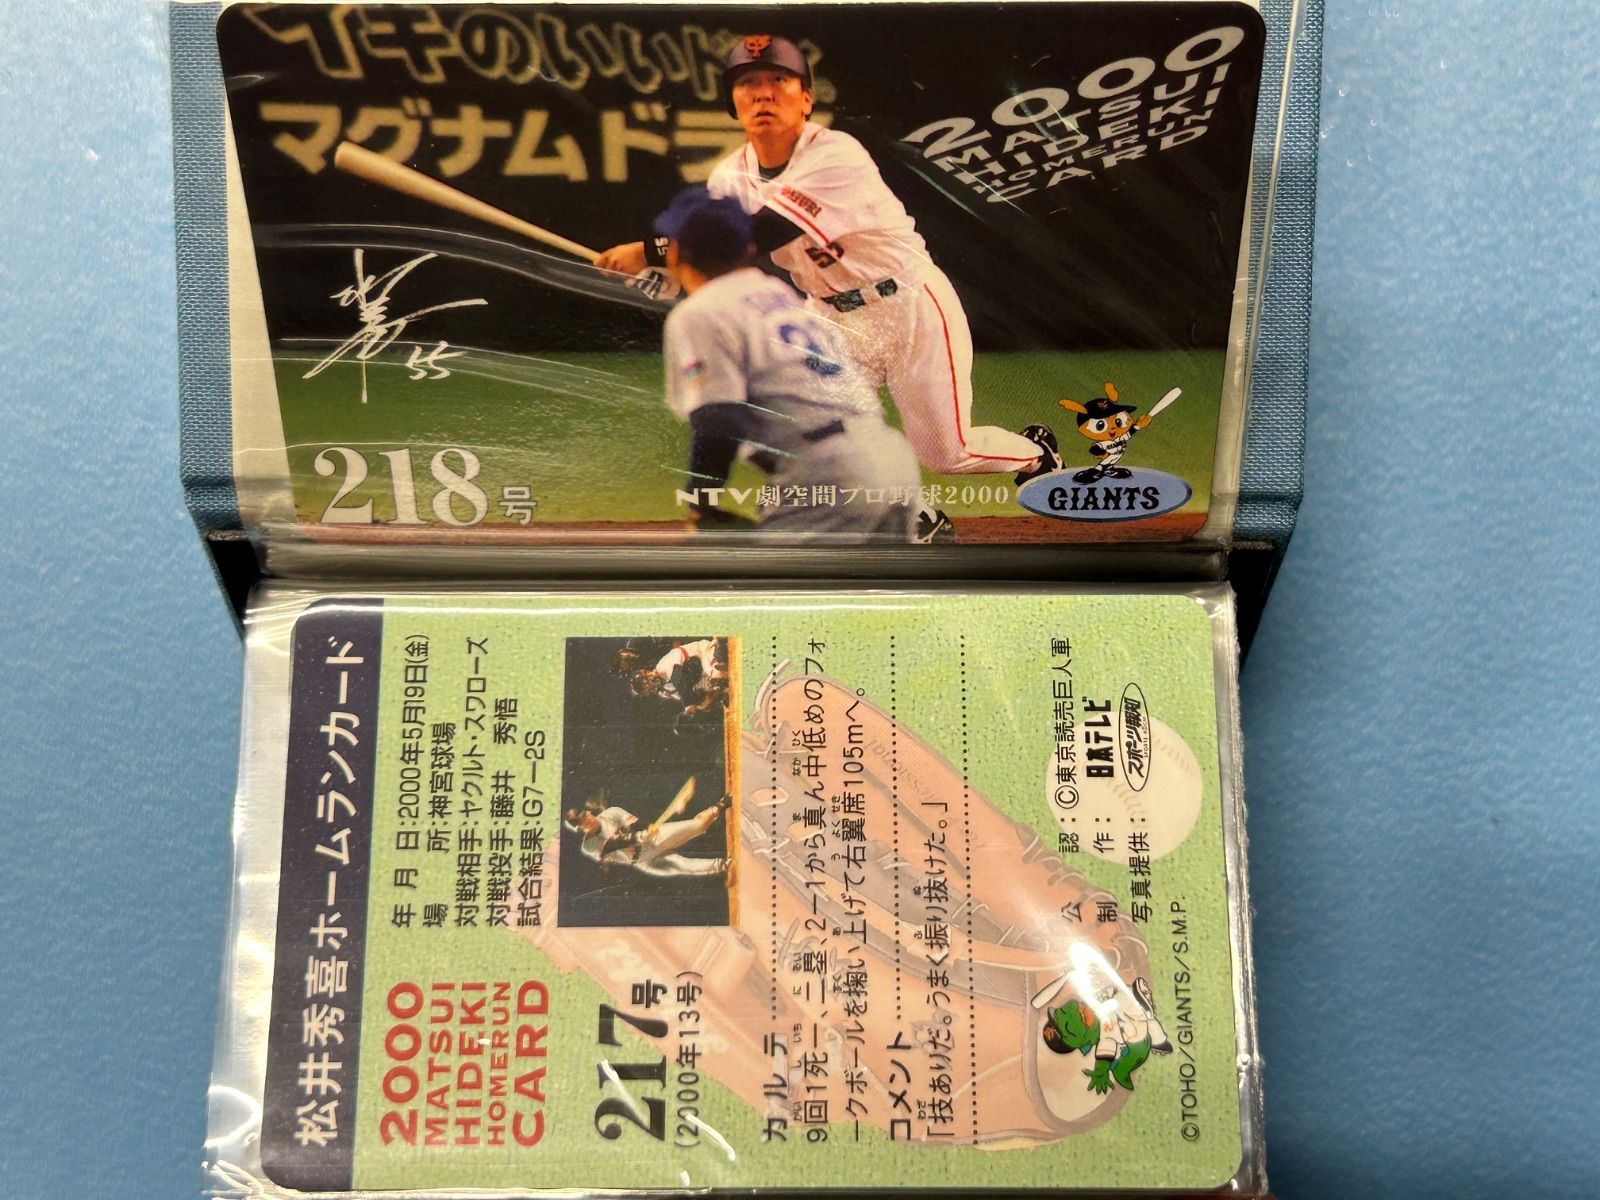 イキのいい
マグナムドラ
2000
MATSUI
HIDEKI
HOMERUN
CARD
55
55
218号
NTV劇空間プロ野球2000
GIANTS
松井秀喜ホームランカード
2000
MATSUI
HIDEKI
HOMERUN
CARD
217号
(2000年13号)
年月日:2000年5月19日(金)
場所:神宮球場
対戦相手:ヤクルト・スワローズ
対戦投手:藤井 秀悟
試合結果:G7－2S
カルテ
9回1死一、二塁、2－1から真ん中低めのフォ
ークボールを掬い上げて右翼席105mへ。
コメント
「技ありだ。うまく振り抜けた。」
公認:©東京読売巨人軍
制作:日本テレビ
写真提供:スポーツ報知
©TOHO/GIANTS/S.M.P.